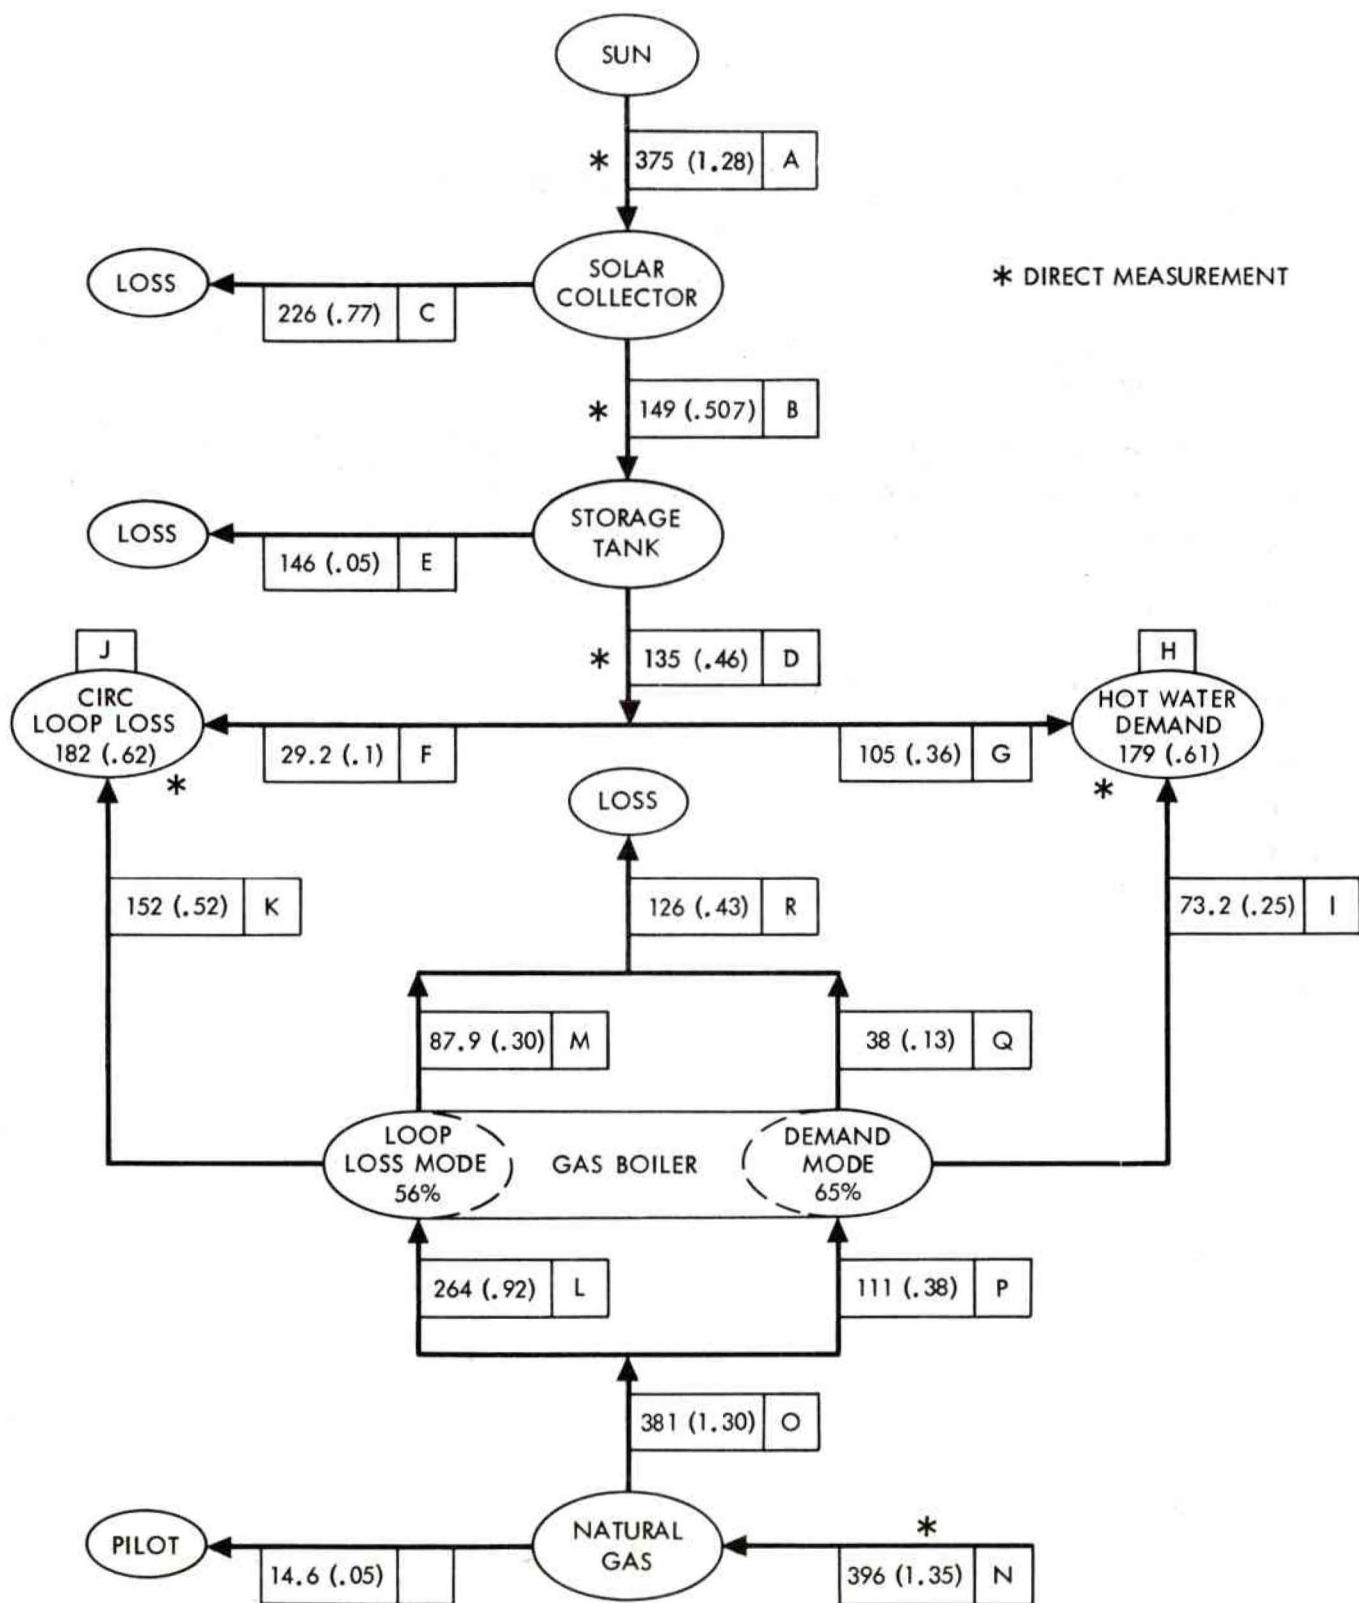 SUN
* 375 (1.28) A
LOSS
SOLAR
COLLECTOR
* DIRECT MEASUREMENT
226 (.77) C
* 149 (.507) B
LOSS
STORAGE
TANK
146 (.05) E
J
* 135 (.46) D
H
CIRC
LOOP LOSS
182 (.62)
*
HOT WATER
DEMAND
179 (.61)
*
29.2 (.1) F
105 (.36) G
LOSS
152 (.52) K
126 (.43) R
73.2 (.25) I
87.9 (.30) M
38 (.13) Q
LOOP
LOSS MODE
56%
GAS BOILER
DEMAND
MODE
65%
264 (.92) L
111 (.38) P
381 (1.30) O
PILOT
NATURAL
GAS
*
14.6 (.05)
396 (1.35) N